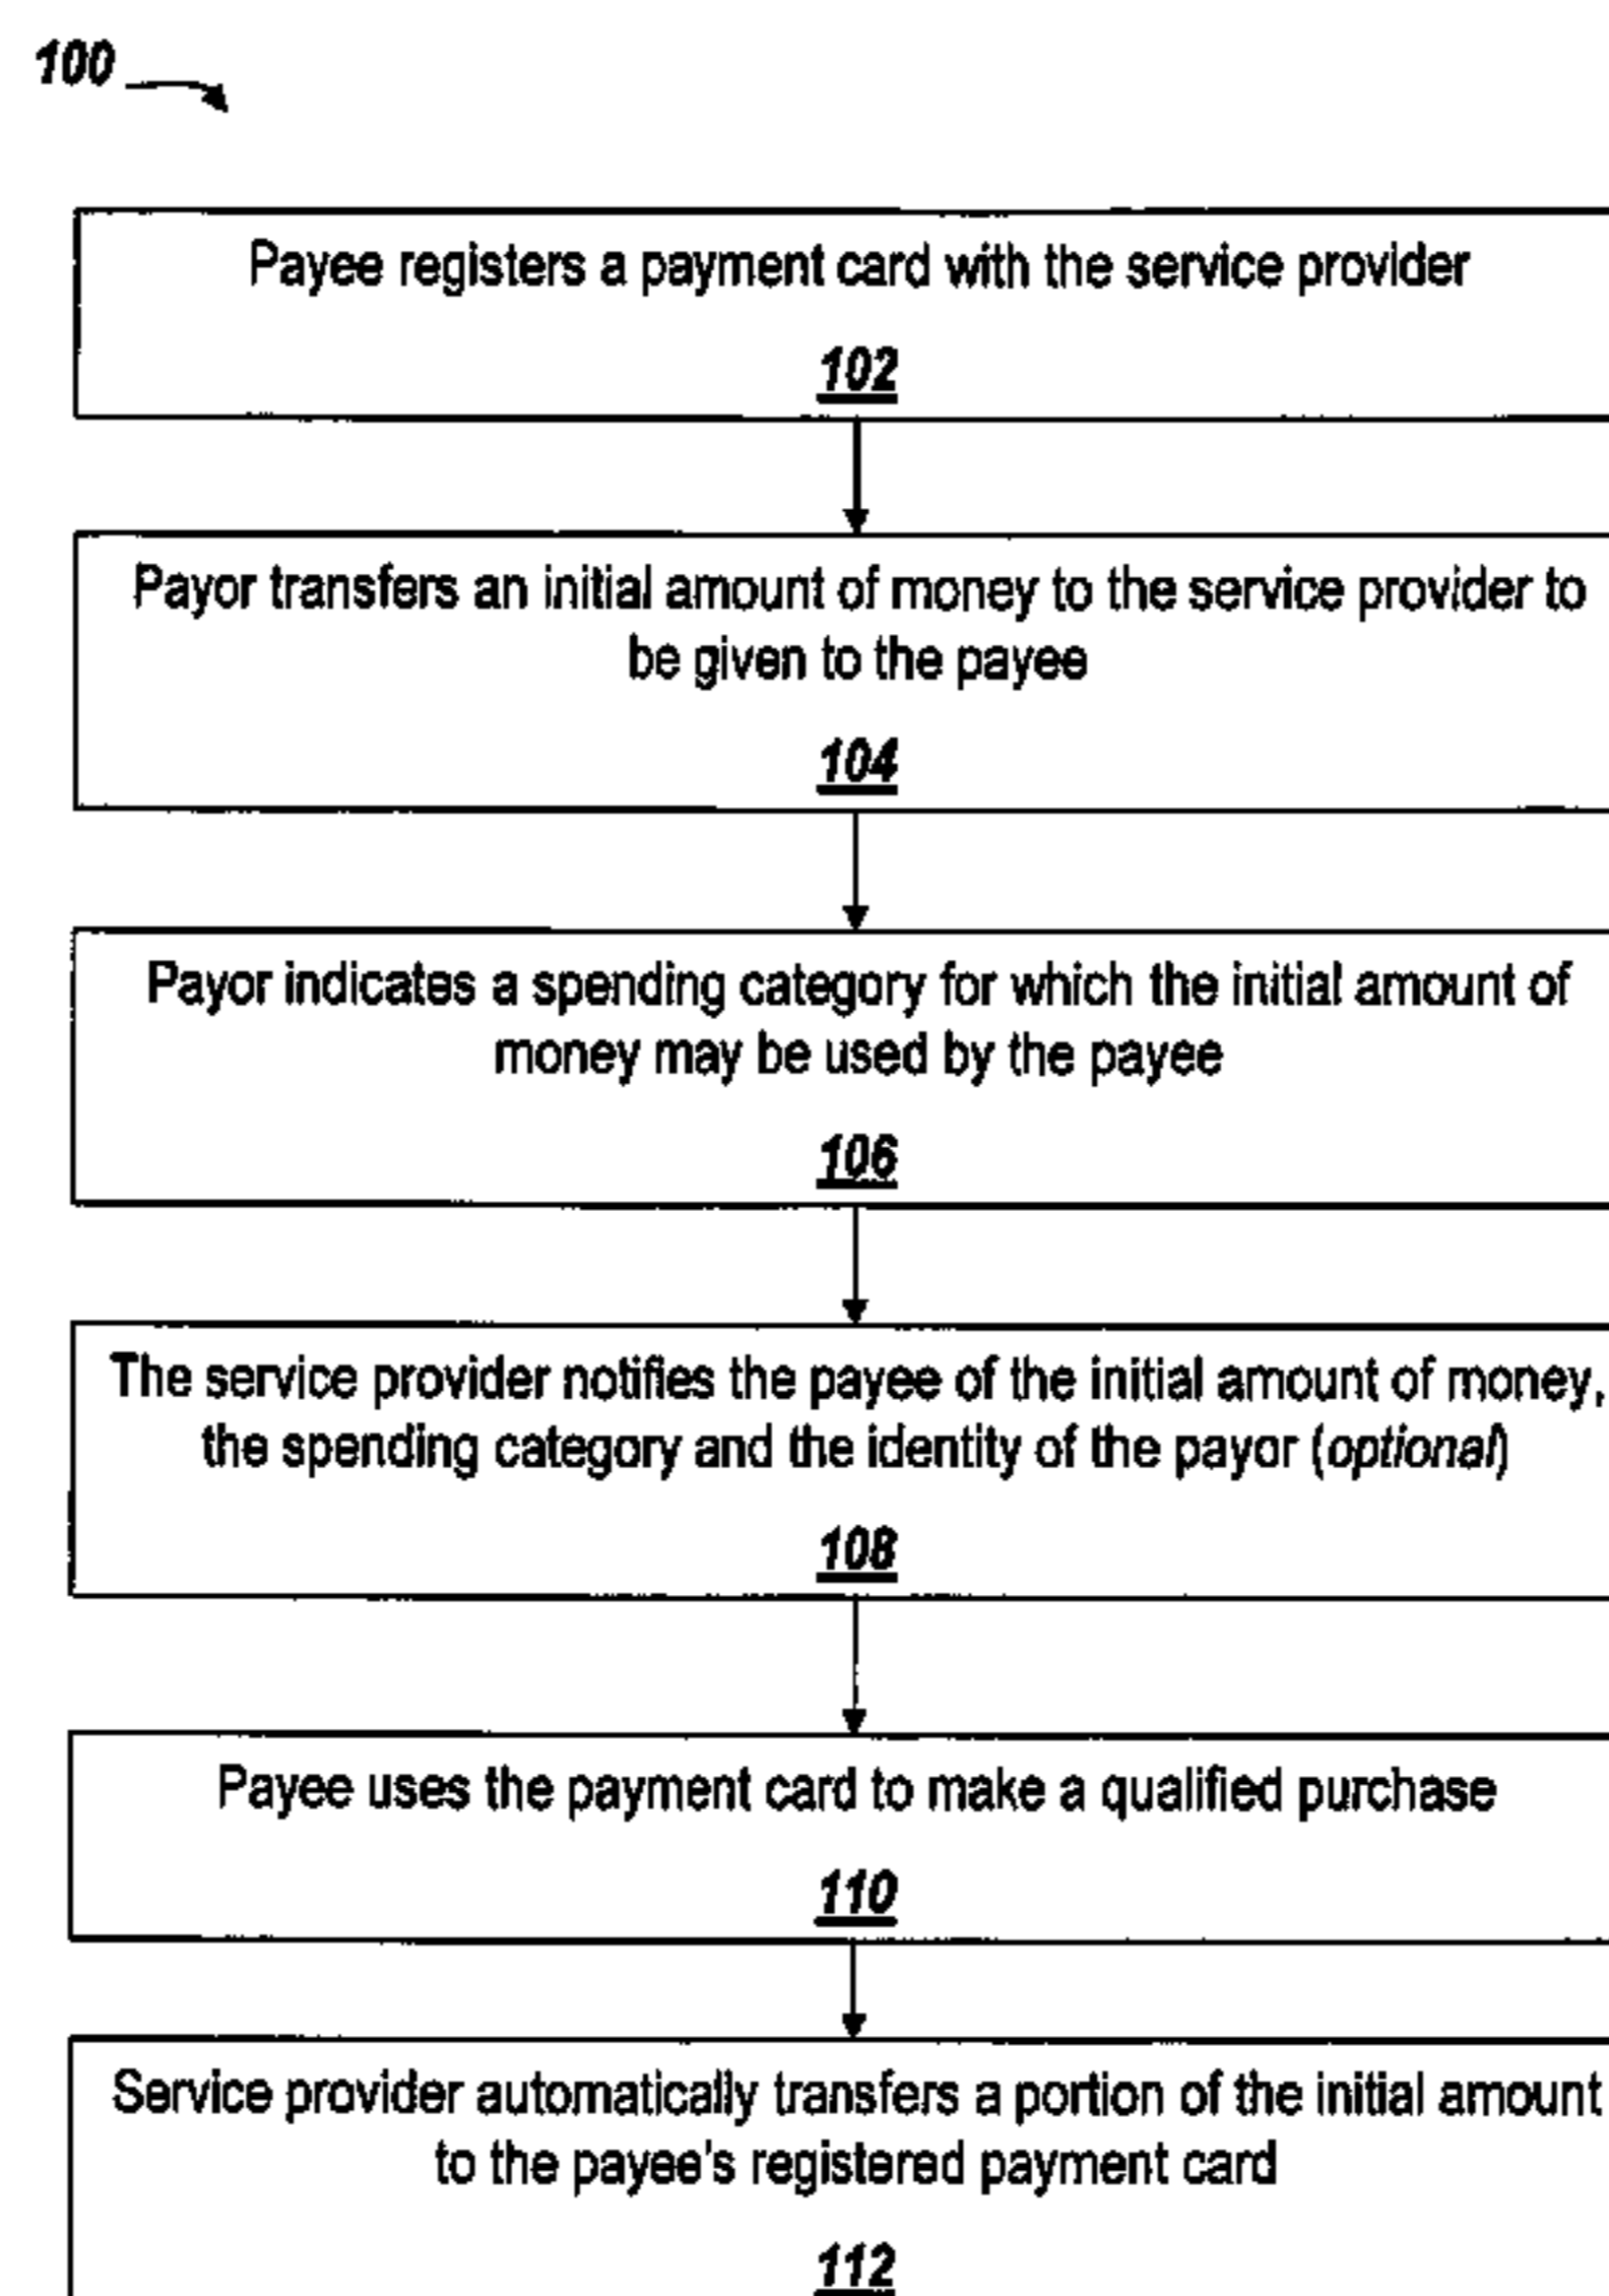 100
Payee registers a payment card with the service provider
102
Payor transfers an initial amount of money to the service provider to
be given to the payee
104
Payor indicates a spending category for which the initial amount of
money may be used by the payee
106
The service provider notifies the payee of the initial amount of money,
the spending category and the identity of the payor (optional)
108
Payee uses the payment card to make a qualified purchase
110
Service provider automatically transfers a portion of the initial amount
to the payee's registered payment card
112